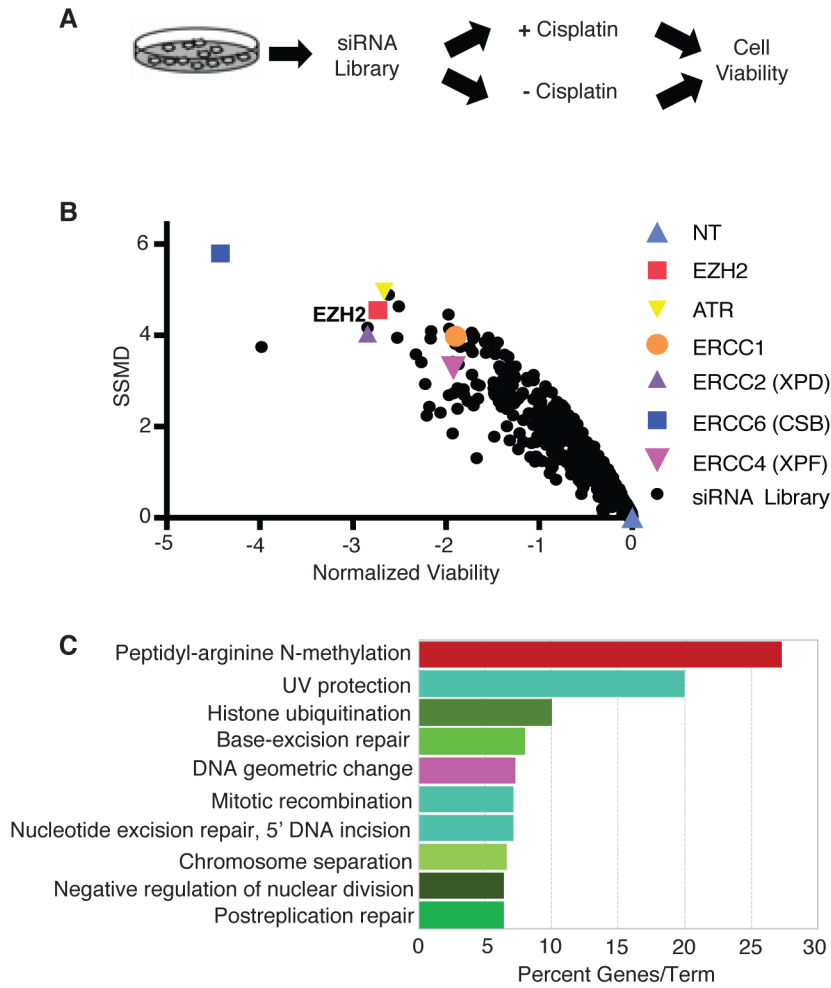 A
siRNA
Library
+ Cisplatin
- Cisplatin
Cell
Viability
B
SSMD
6
4
2
0
EZH2
-5
-4
-3
-2
-1
0
Normalized Viability
NT
EZH2
ATR
ERCC1
ERCC2 (XPD)
ERCC6 (CSB)
ERCC4 (XPF)
siRNA Library
C
Peptidyl-arginine N-methylation
UV protection
Histone ubiquitination
Base-excision repair
DNA geometric change
Mitotic recombination
Nucleotide excision repair, 5' DNA incision
Chromosome separation
Negative regulation of nuclear division
Postreplication repair
0
5
10
15
20
25
30
Percent Genes/Term